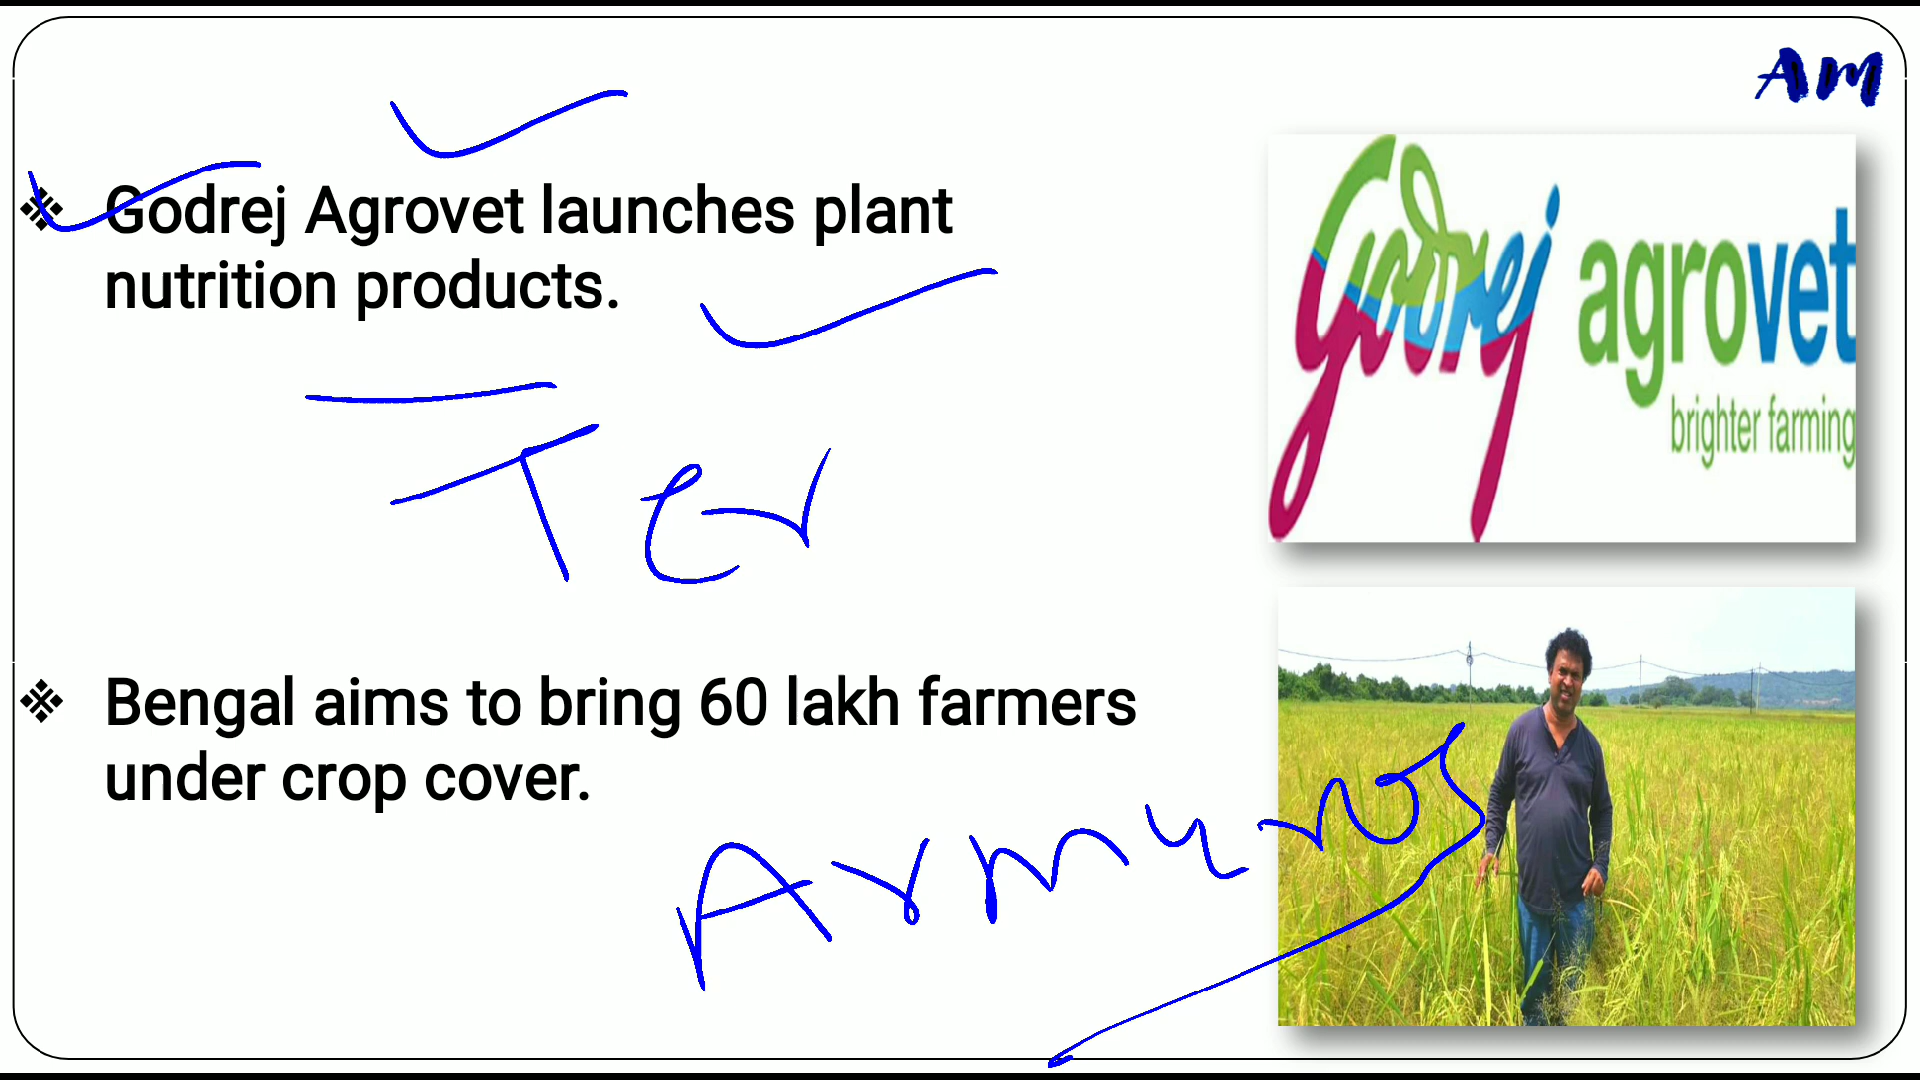 AM
Godrej Agrovet launches plant
nutrition products.
Godrej agrovet
brighter farming
Ter
Bengal aims to bring 60 lakh farmers
under crop cover.